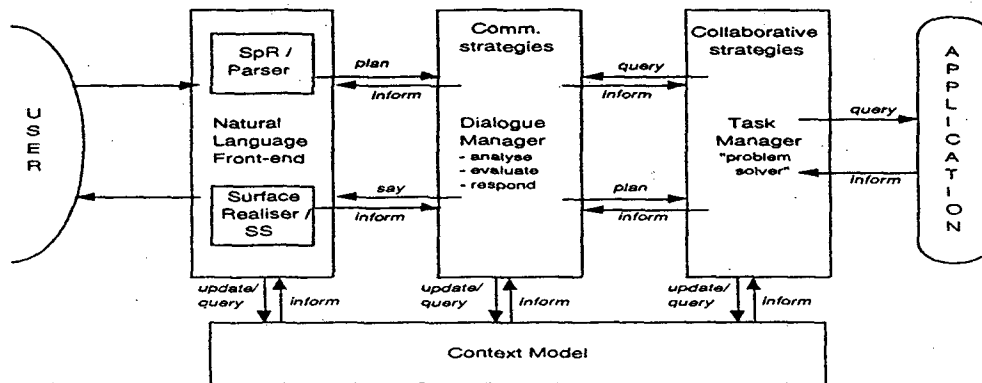 USER
SpR /
Parser
Natural
Language
Front-end
Surface
Realiser /
SS
plan
inform
say
inform
Comm.
strategies
Dialogue
Manager
- analyse
- evaluate
- respond
query
inform
plan
inform
Collaborative
strategies
Task
Manager
"problem
solver"
query
inform
APPLICATION
update/
query
inform
update/
query
inform
update/
query
inform
Context Model